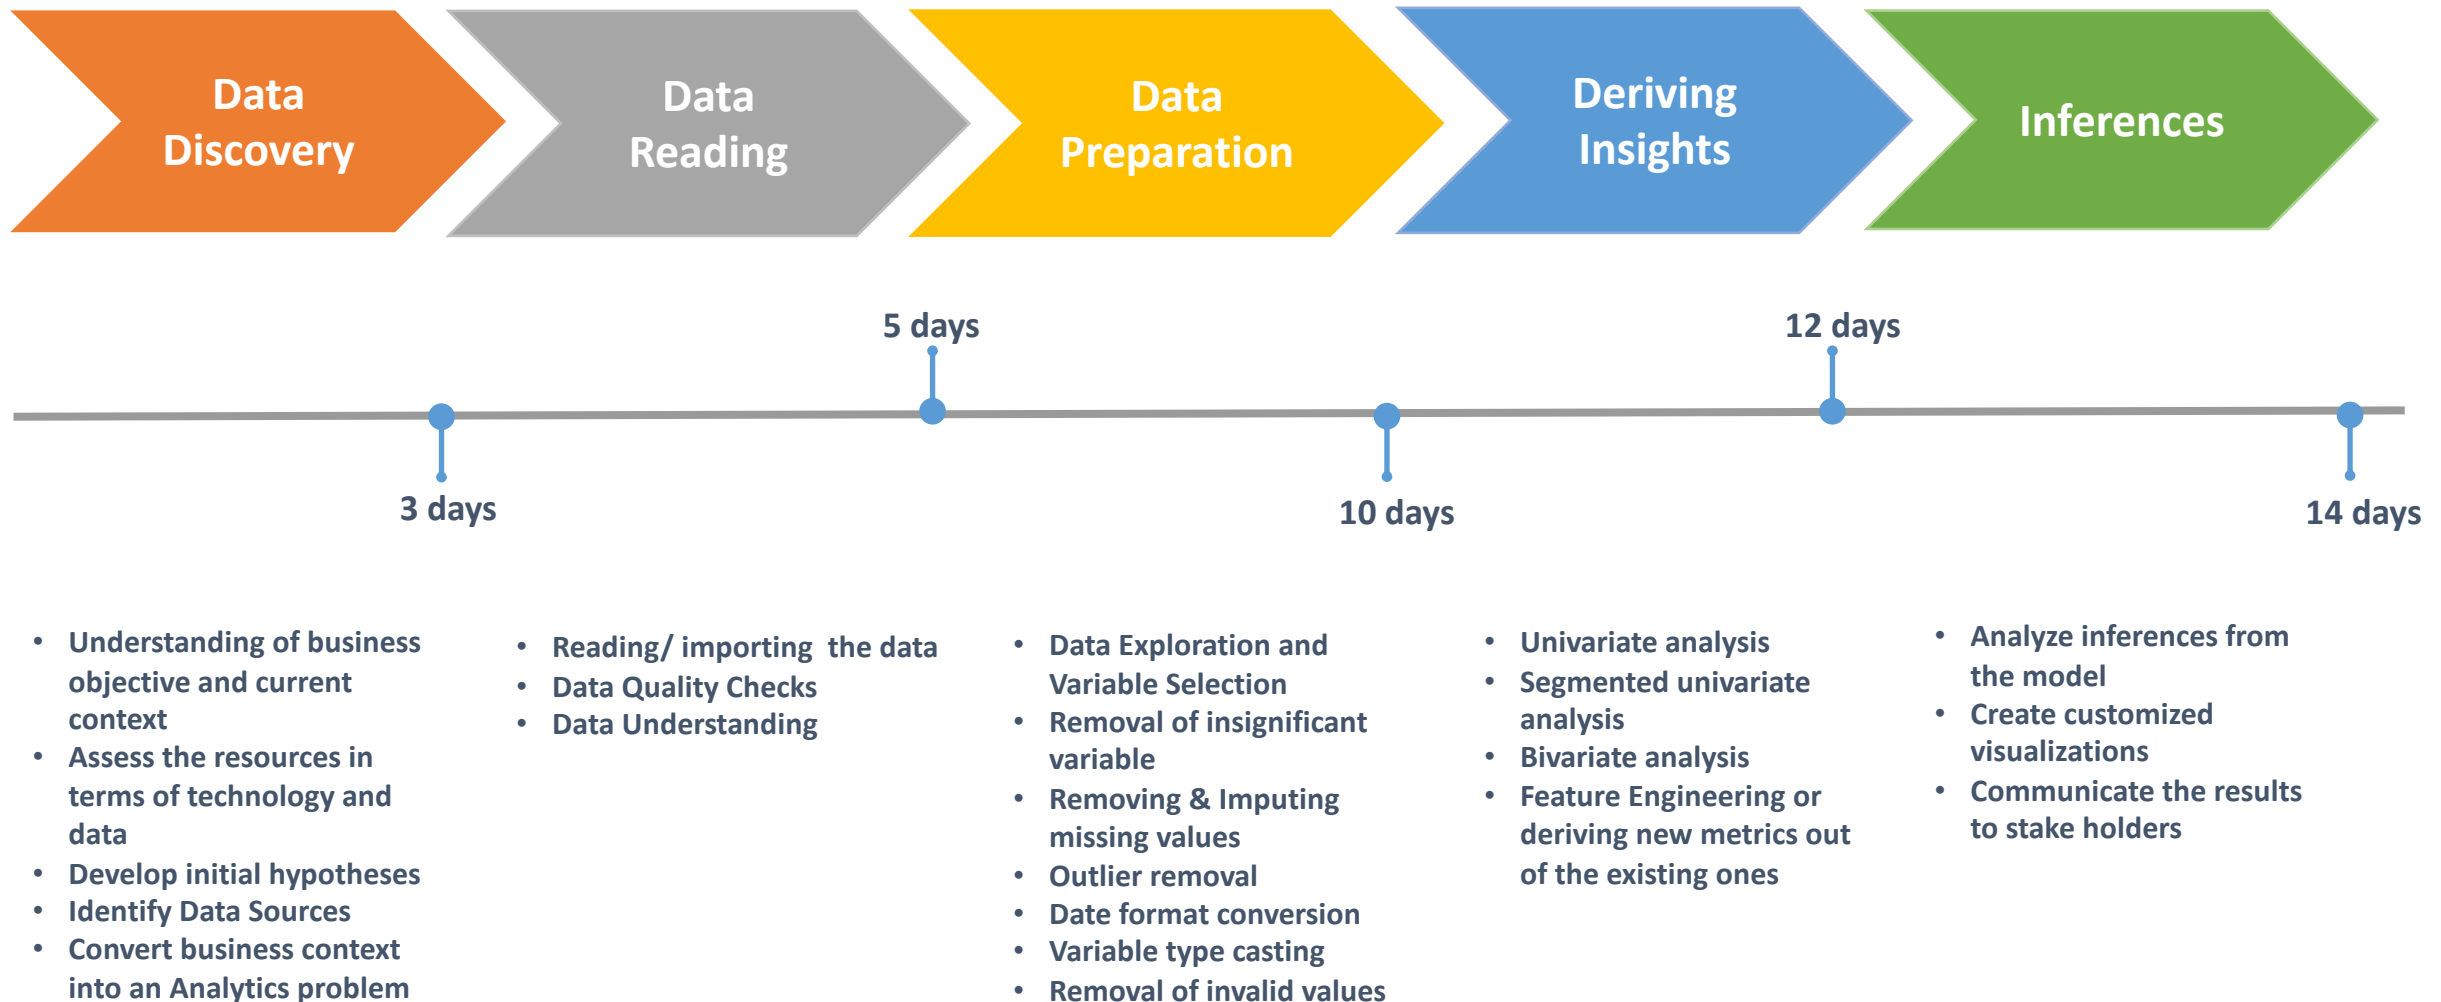 Data
Discovery
Data
Reading
Data
Preparation
Deriving
Insights
Inferences
5 days
12 days
3 days
10 days
14 days
• Understanding of business
objective and current
context
• Assess the resources in
terms of technology and
data
• Develop initial hypotheses
• Identify Data Sources
• Convert business context
into an Analytics problem
• Reading/ importing  the data
• Data Quality Checks
• Data Understanding
• Data Exploration and
Variable Selection
• Removal of insignificant
variable
• Removing & Imputing
missing values
• Outlier removal
• Date format conversion
• Variable type casting
• Removal of invalid values
• Univariate analysis
• Segmented univariate
analysis
• Bivariate analysis
• Feature Engineering or
deriving new metrics out
of the existing ones
• Analyze inferences from
the model
• Create customized
visualizations
• Communicate the results
to stake holders